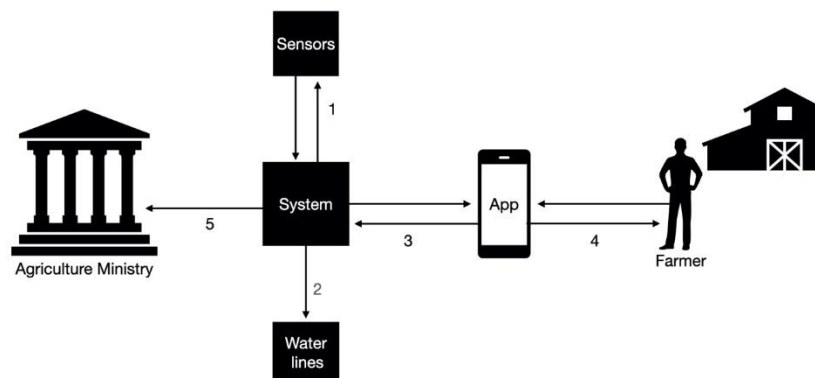 Sensors
1
System
App
5
3
4
Agriculture Ministry
Farmer
2
Water
lines